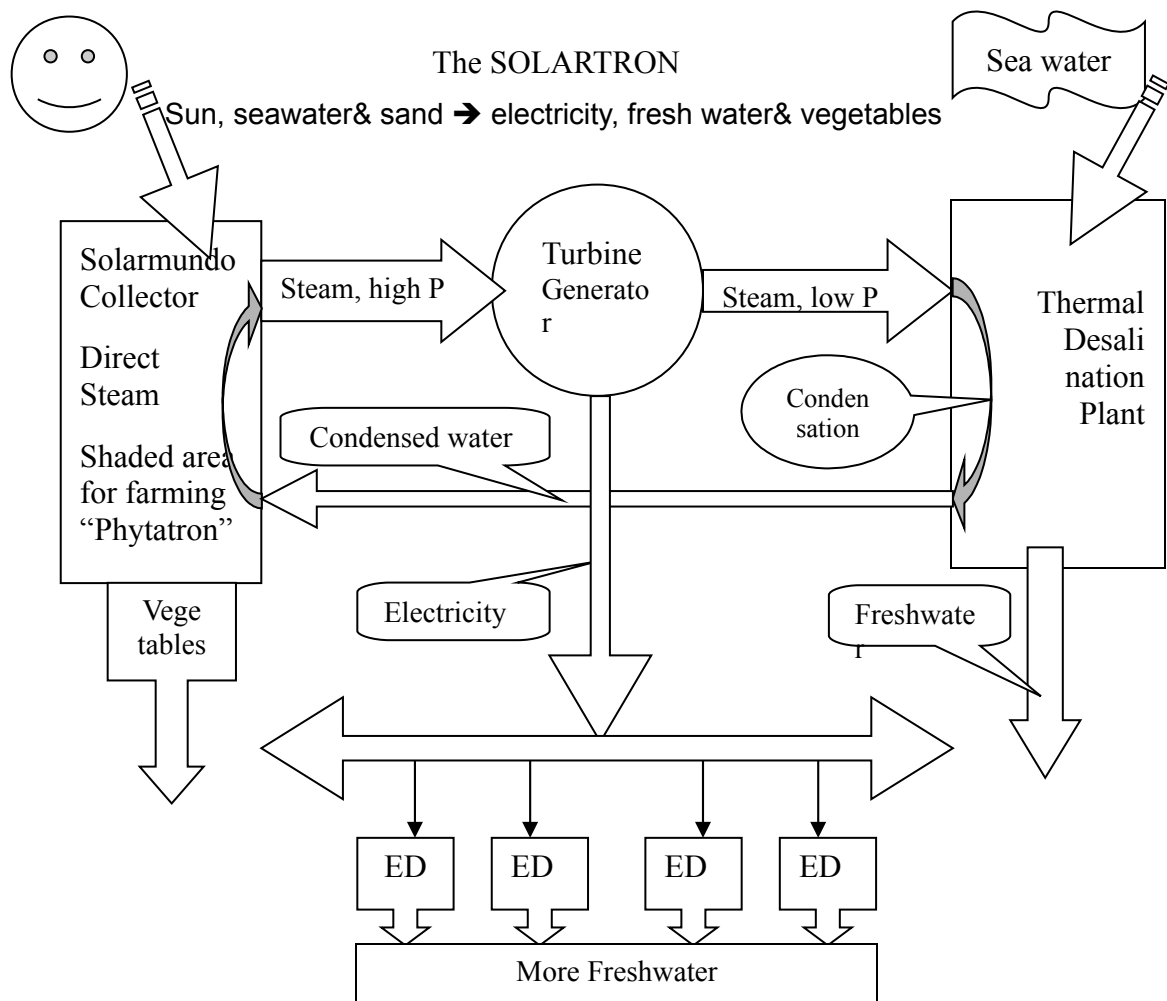 The SOLARTRON
Sea water
Sun, seawater& sand ➔ electricity, fresh water& vegetables
Solarmundo
Collector
Direct
Steam
Shaded area
for farming
“Phytatron”
Steam, high P
Turbine
Generato
r
Steam, low P
Thermal
Desali
nation
Plant
Conden
sation
Condensed water
Electricity
Freshwate
r
Vege
tables
ED
ED
ED
ED
More Freshwater